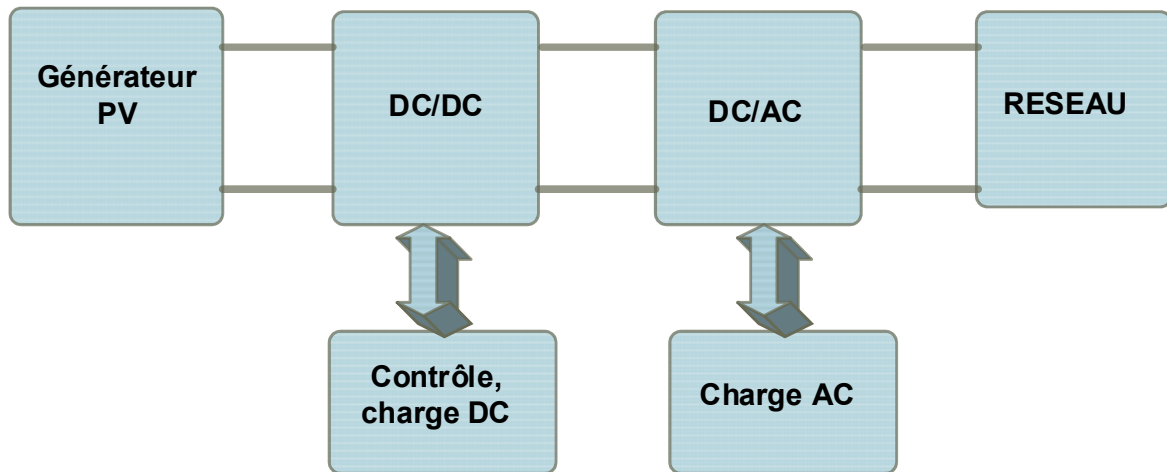 Générateur
PV
DC/DC
DC/AC
RESEAU
Contrôle,
charge DC
Charge AC